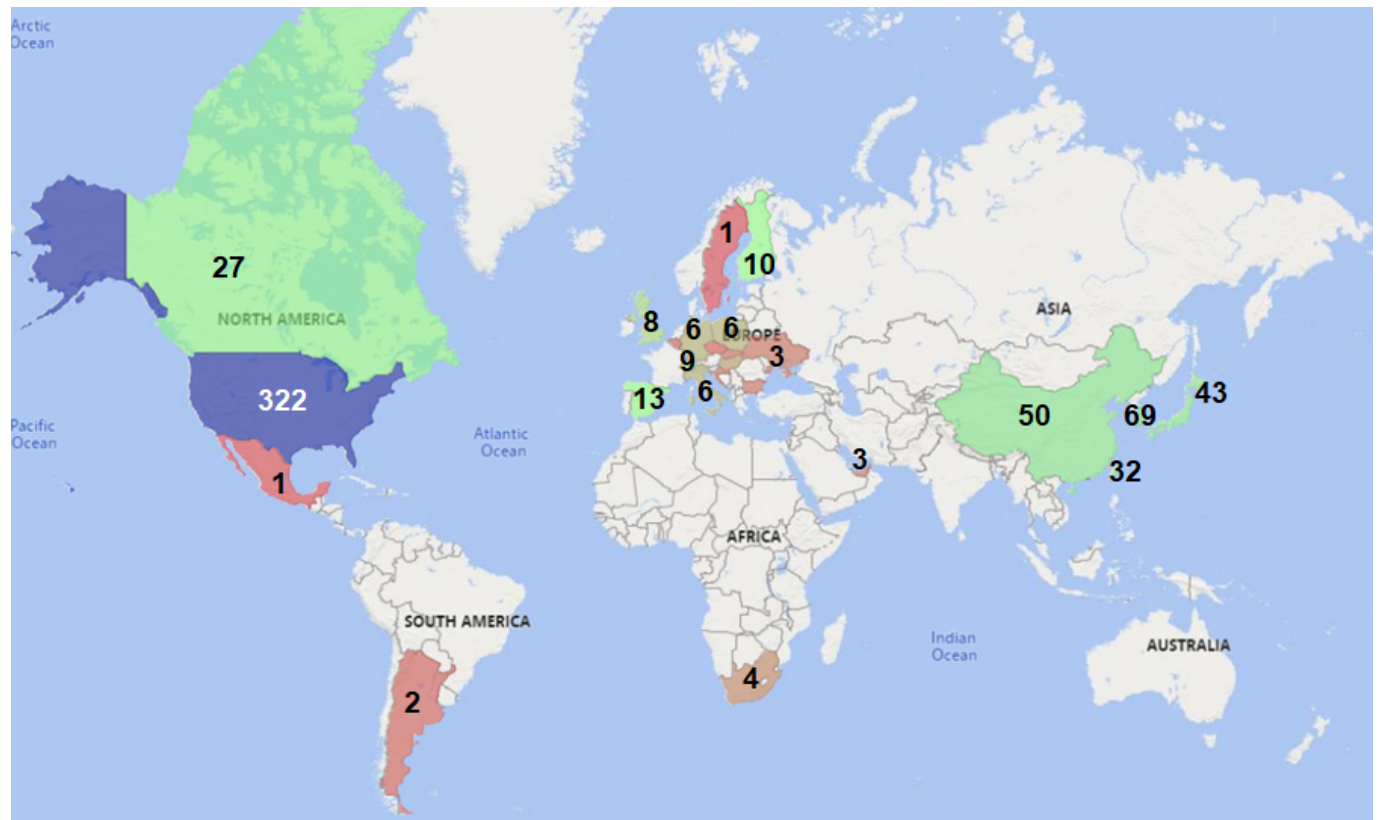 Arctic
Ocean
27
NORTH AMERICA
322
1
Pacific
Ocean
Atlantic
Ocean
SOUTH AMERICA
2
1
10
8
6
6
EUROPE
9
3
13
6
3
AFRICA
4
ASIA
50
69
43
32
Indian
Ocean
AUSTRALIA